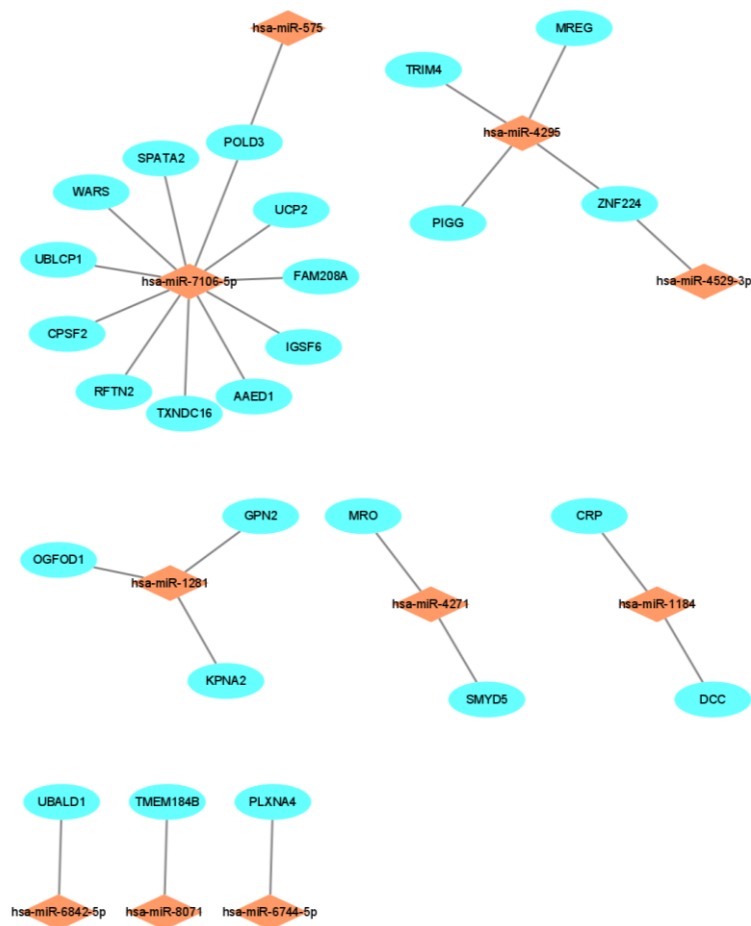 hsa-miR-575
MREG
TRIM4
hsa-miR-4295
POLD3
SPATA2
WARS
UCP2
ZNF224
PIGG
UBLCP1
hsa-miR-7106-5p
FAM208A
hsa-miR-4529-3p
CPSF2
IGSF6
RFTN2
AAED1
TXNDC16
GPN2
MRO
CRP
OGFOD1
hsa-miR-1281
hsa-miR-4271
hsa-miR-1184
KPNA2
SMYD5
DCC
UBALD1
TMEM184B
PLXNA4
hsa-miR-6842-5p
hsa-miR-8071
hsa-miR-6744-5p